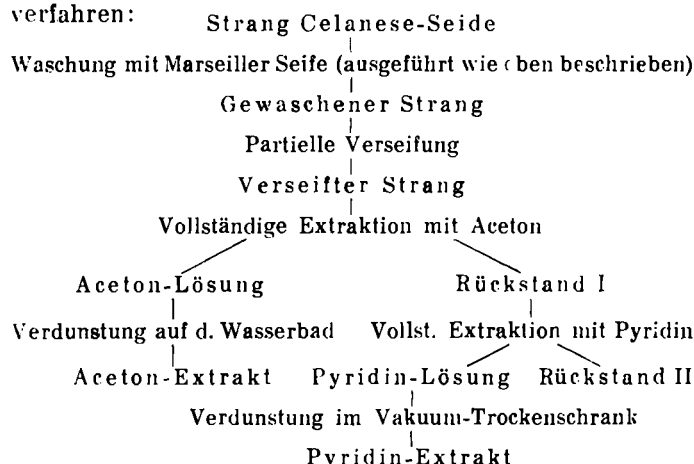 verfahren:
Strang Celanese-Seide
Waschung mit Marseiller Seife (ausgeführt wie oben beschrieben)
Gewaschener Strang
Partielle Verseifung
Verseifter Strang
Vollständige Extraktion mit Aceton
Aceton-Lösung Rückstand I
Verdunstung auf d. Wasserbad Vollst. Extraktion mit Pyridin
Aceton-Extrakt Pyridin-Lösung Rückstand II
Verdunstung im Vakuum-Trockenschrank
Pyridin-Extrakt